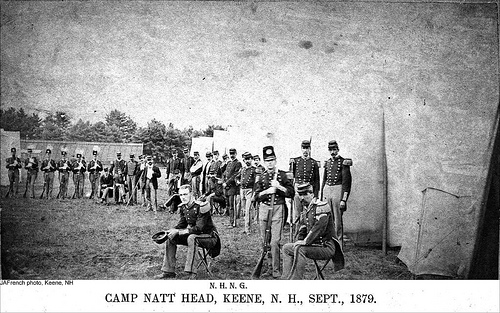 JAFrench photo, Keene, NH
N. H. N. G.
CAMP NATT HEAD, KEENE, N. H., SEPT., 1879.